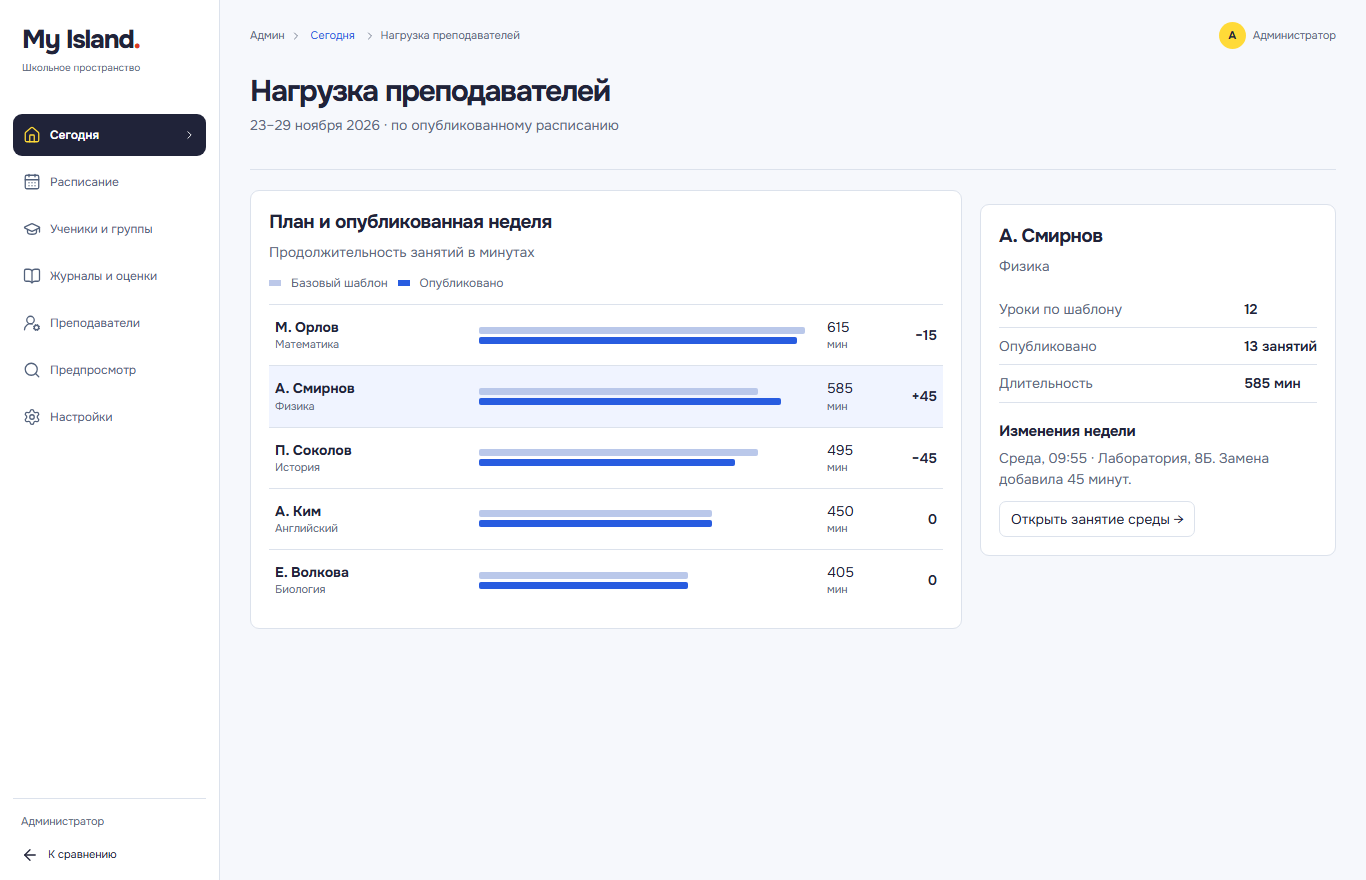 My Island.
Школьное пространство
Сегодня
Расписание
Ученики и группы
Журналы и оценки
Преподаватели
Предпросмотр
Настройки
Администратор
К сравнению
Админ
Сегодня
Нагрузка преподавателей
А
Администратор
Нагрузка преподавателей
23–29 ноября 2026 · по опубликованному расписанию
План и опубликованная неделя
Продолжительность занятий в минутах
Базовый шаблон
Опубликовано
М. Орлов
Математика
615
мин
−15
А. Смирнов
Физика
585
мин
+45
П. Соколов
История
495
мин
−45
А. Ким
Английский
450
мин
0
Е. Волкова
Биология
405
мин
0
А. Смирнов
Физика
Уроки по шаблону 12
Опубликовано 13 занятий
Длительность 585 мин
Изменения недели
Среда, 09:55 · Лаборатория, 8Б. Замена
добавила 45 минут.
Открыть занятие среды →